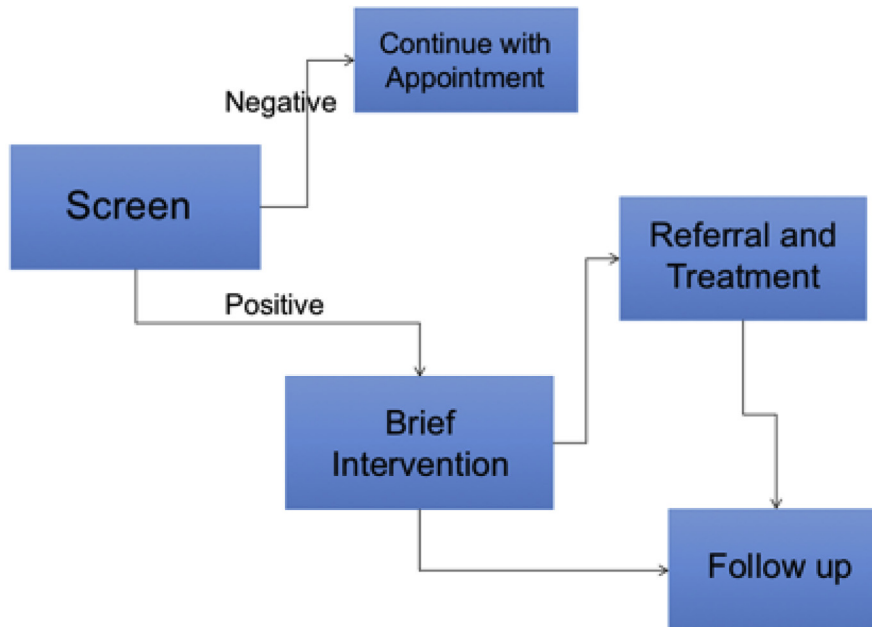 Continue with
Appointment
Negative
Screen
Referral and
Treatment
Positive
Brief
Intervention
Follow up